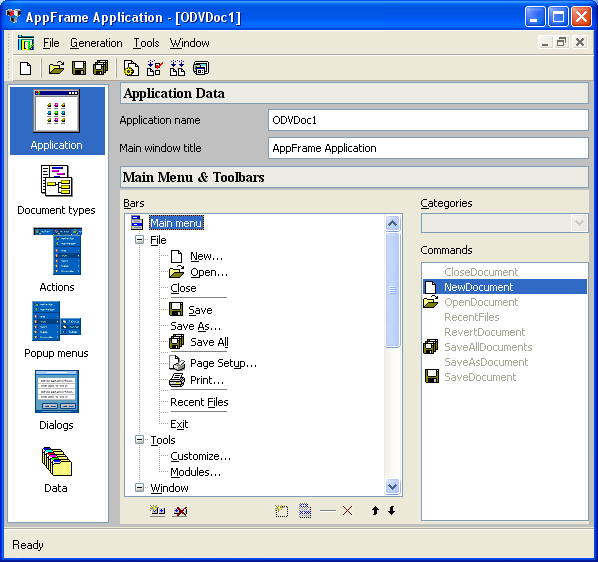 AppFrame Application - [ODVDoc1]
File Generation Tools Window
Application Data
Application name ODVDoc1
Main window title AppFrame Application
Main Menu & Toolbars
Application
Document types
Actions
Popup menus
Dialogs
Data
Bars
Main menu
File
New...
Open...
Close
Save
Save As...
Save All
Page Setup...
Print...
Recent Files
Exit
Tools
Customize...
Modules...
Window
Categories
Commands
CloseDocument
NewDocument
OpenDocument
RecentFiles
RevertDocument
SaveAllDocuments
SaveAsDocument
SaveDocument
Ready